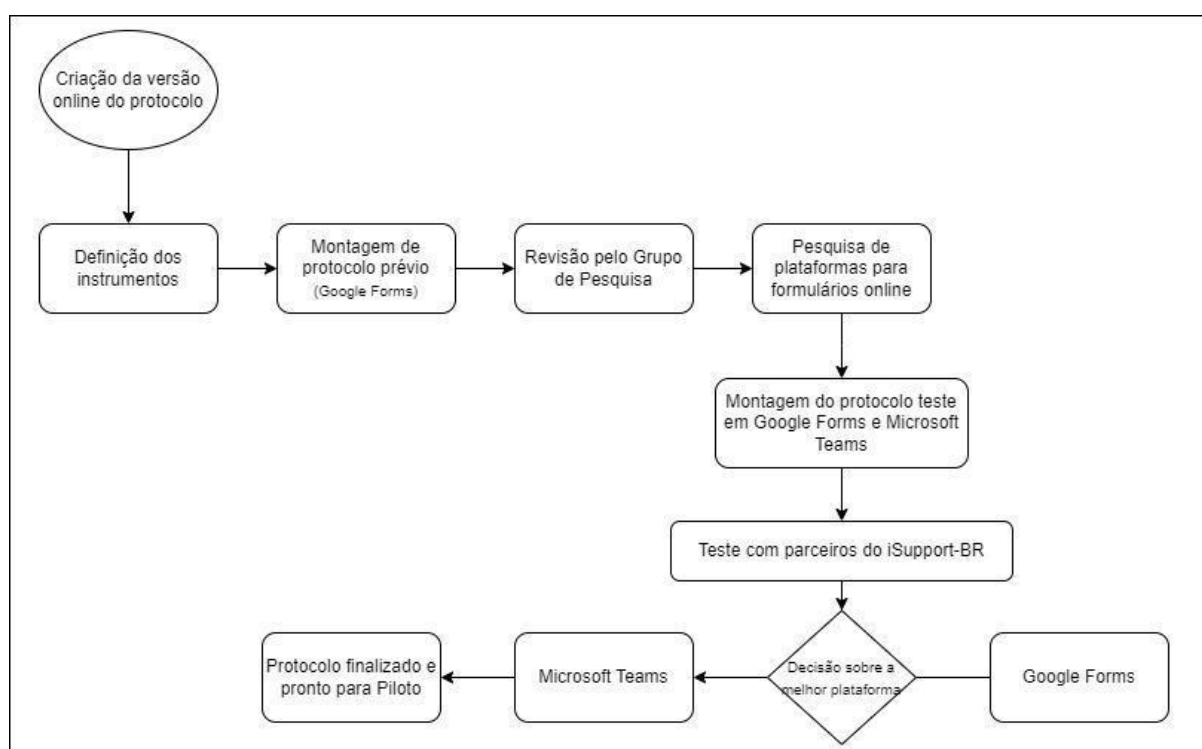 Criação da versão
online do protocolo
Definição dos
instrumentos
Montagem de
protocolo prévio
(Google Forms)
Revisão pelo Grupo
de Pesquisa
Pesquisa de
plataformas para
formulários online
Montagem do protocolo teste
em Google Forms e Microsoft
Teams
Teste com parceiros do iSupport-BR
Decisão sobre a
melhor plataforma
Google Forms
Microsoft Teams
Protocolo finalizado e
pronto para Piloto